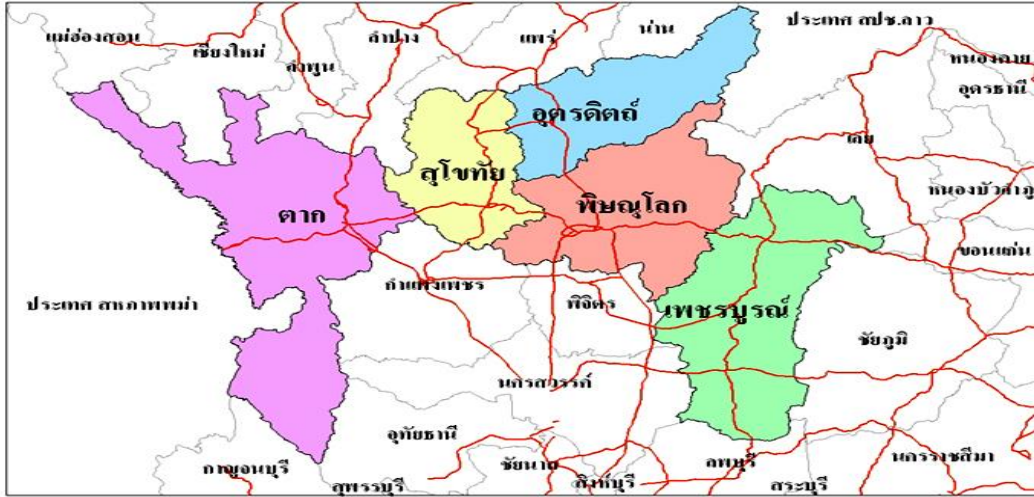 แม่ฮ่องสอน
เชียงใหม่
ลำพูน
ลำปาง
แพร่
น่าน
ประเทศ สปช.ลาว
หนองคาย
อุดรธานี
อุตรดิตถ์
เลย
สุโขทัย
หนองบัวลำภู
ตาก
พิษณุโลก
ขอนแก่น
กำแพงเพชร
ประเทศ สหภาพพม่า
พิจิตร
เพชรบูรณ์
ชัยภูมิ
นครสวรรค์
อุทัยธานี
กาญจนบุรี
ชัยนาท
ลพบุรี
นครราชสีมา
สุพรรบุรี
สิงห์บุรี
สระบุรี